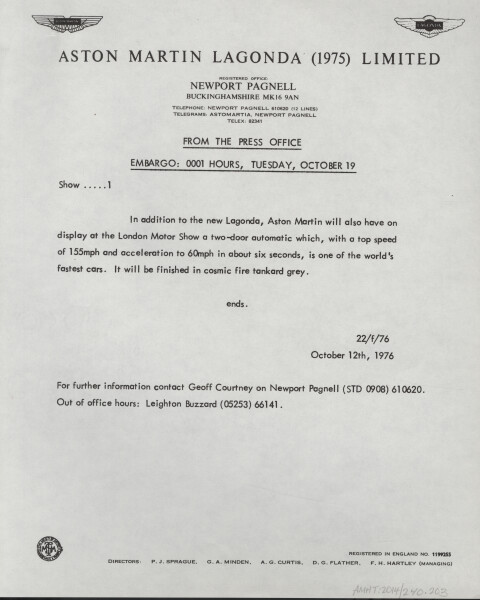 ASTON MARTIN LAGONDA (1975) LIMITED
REGISTERED OFFICE:
NEWPORT PAGNELL
BUCKINGHAMSHIRE MK16 9AN
TELEPHONE: NEWPORT PAGNELL 610620 (12 LINES)
TELEGRAMS: ASTOMARTIA, NEWPORT PAGNELL
TELEX: 82341
FROM THE PRESS OFFICE
EMBARGO: 0001 HOURS, TUESDAY, OCTOBER 19
Show .....1
In addition to the new Lagonda, Aston Martin will also have on
display at the London Motor Show a two-door automatic which, with a top speed
of 155mph and acceleration to 60mph in about six seconds, is one of the world's
fastest cars. It will be finished in cosmic fire tankard grey.
ends.
22/f/76
October 12th, 1976
For further information contact Geoff Courtney on Newport Pagnell (STD 0908) 610620.
Out of office hours: Leighton Buzzard (05253) 66141.
REGISTERED IN ENGLAND NO. 1199255
DIRECTORS: P. J. SPRAGUE, G. A. MINDEN, A. G. CURTIS, D. G. FLATHER, F. H. HARTLEY (MANAGING)
AMHT:2014/240-203